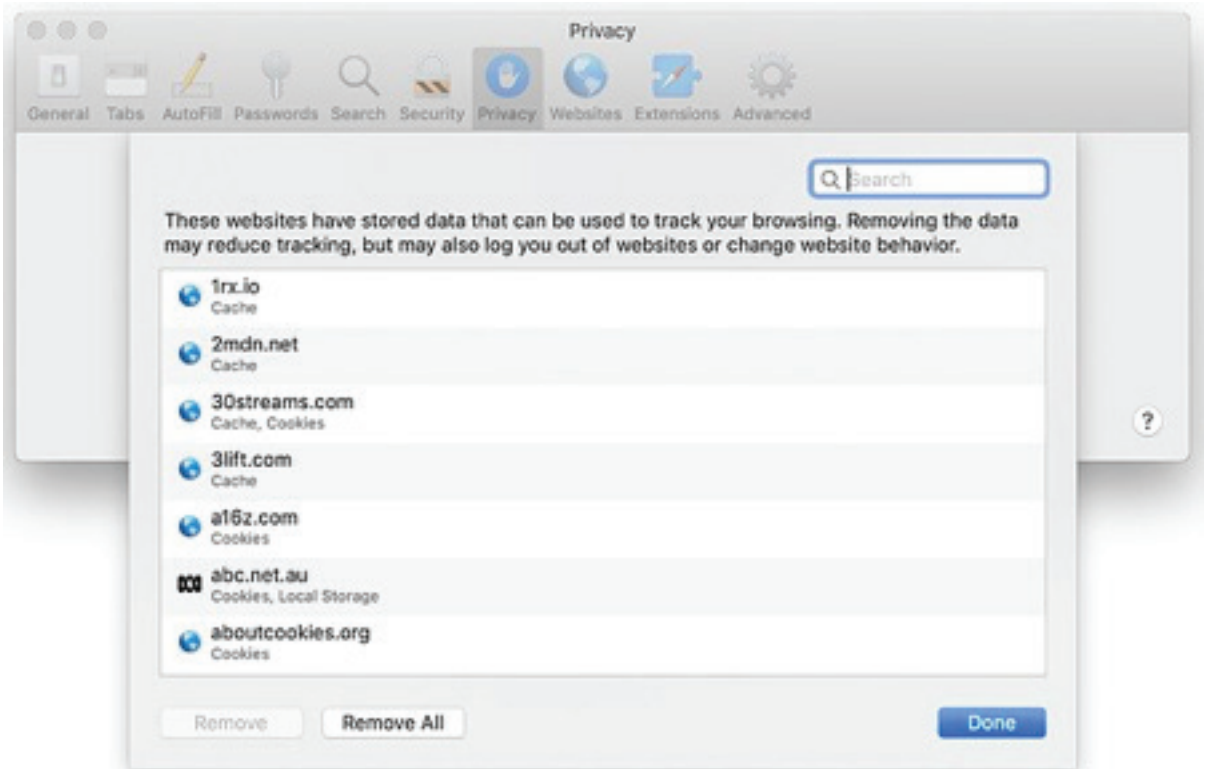 Privacy
General Tabs AutoFill Passwords Search Security Privacy Websites Extensions Advanced
Search
These websites have stored data that can be used to track your browsing. Removing the data
may reduce tracking, but may also log you out of websites or change website behavior.
1rx.io
Cache
2mdn.net
Cache
30streams.com
Cache, Cookies
3lift.com
Cache
a16z.com
Cookies
abc.net.au
Cookies, Local Storage
aboutcookies.org
Cookies
?
Remove Remove All Done